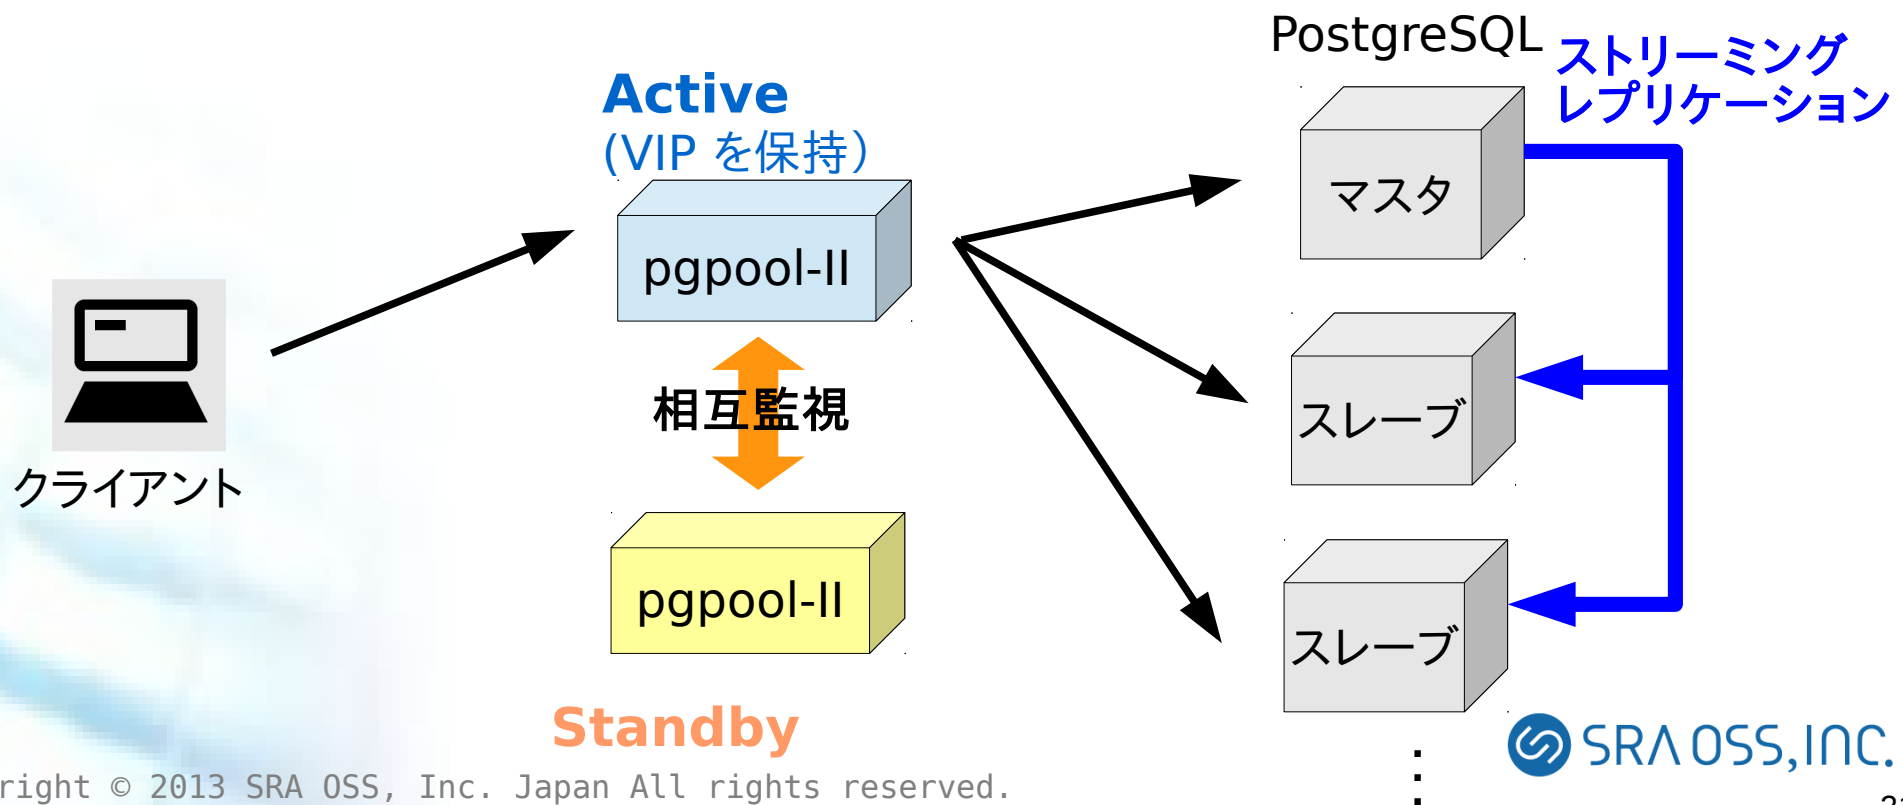 PostgreSQL
ストリーミング
レプリケーション
Active
(VIP を保持）
マスタ
pgpool-II
相互監視
スレーブ
クライアント
pgpool-II
スレーブ
Standby
SRA OSS, INC.
right © 2013 SRA OSS, Inc. Japan All rights reserved.